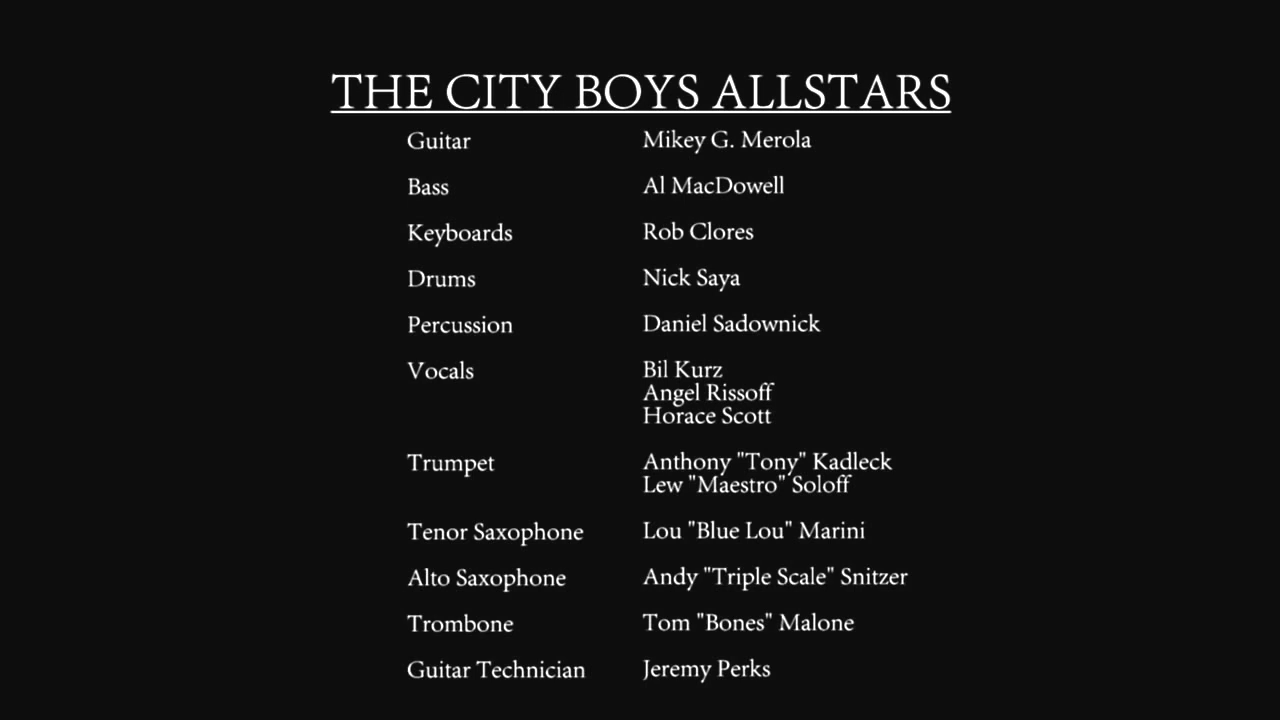 THE CITY BOYS ALLSTARS
Guitar Mikey G. Merola
Bass Al MacDowell
Keyboards Rob Clores
Drums Nick Saya
Percussion Daniel Sadownick
Vocals Bil Kurz
Angel Rissoff
Horace Scott
Trumpet Anthony "Tony" Kadleck
Lew "Maestro" Soloff
Tenor Saxophone Lou "Blue Lou" Marini
Alto Saxophone Andy "Triple Scale" Snitzer
Trombone Tom "Bones" Malone
Guitar Technician Jeremy Perks